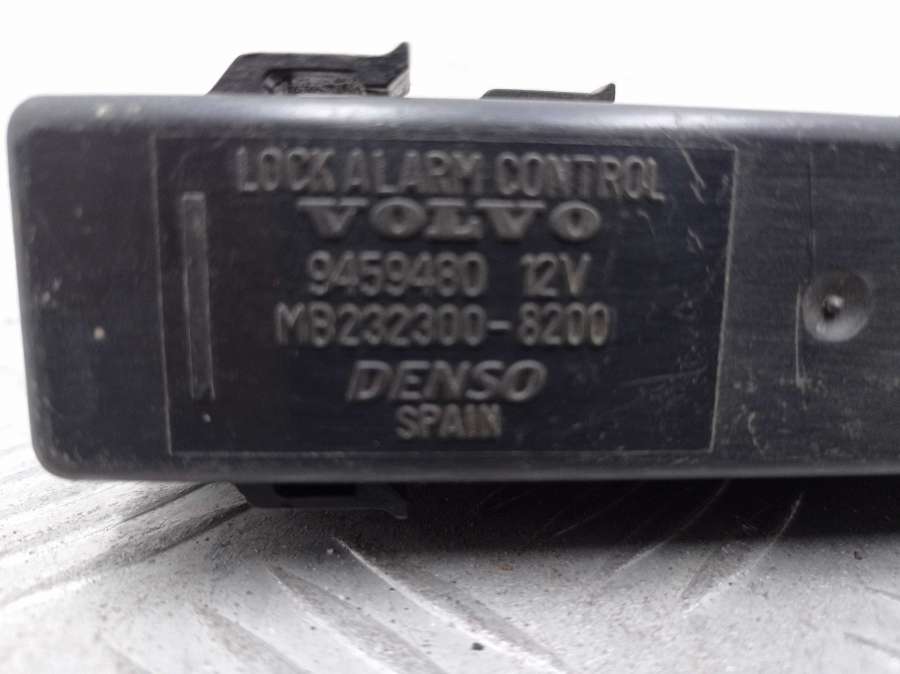 LOCK ALARM CONTROL
VOLVO
9459480 12V
MB232300-8200
DENSO
SPAIN